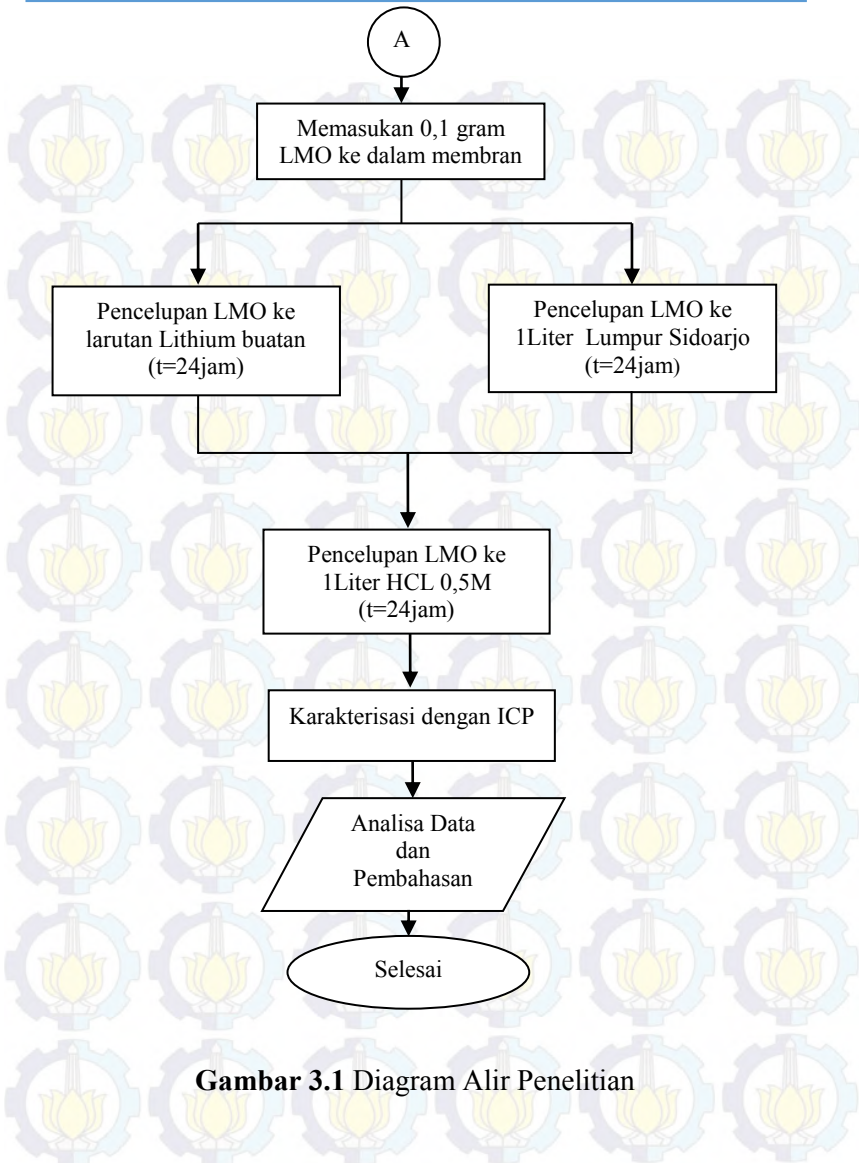 A
Memasukan 0,1 gram
LMO ke dalam membran
Pencelupan LMO ke
larutan Lithium buatan
(t=24jam)
Pencelupan LMO ke
1Liter Lumpur Sidoarjo
(t=24jam)
Pencelupan LMO ke
1Liter HCL 0,5M
(t=24jam)
Karakterisasi dengan ICP
Analisa Data
dan
Pembahasan
Selesai
Gambar 3.1 Diagram Alir Penelitian